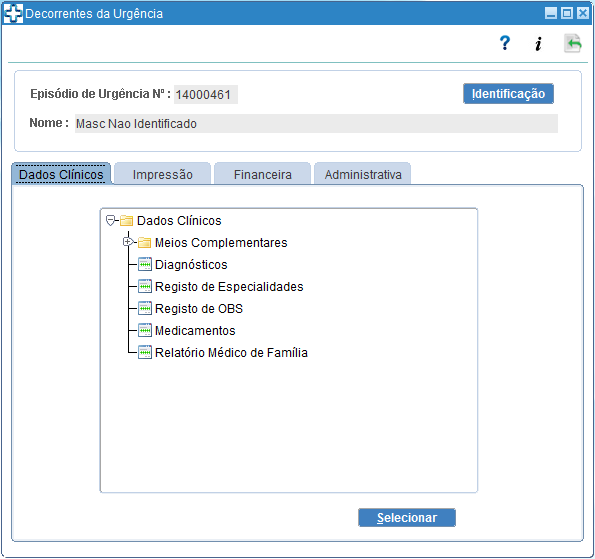 Decorrentes da Urgência
? i
Episódio de Urgência Nº : 14000461 Identificação
Nome : Masc Nao Identificado
Dados Clínicos Impressão Financeira Administrativa
Dados Clínicos
Meios Complementares
Diagnósticos
Registo de Especialidades
Registo de OBS
Medicamentos
Relatório Médico de Família
Selecionar